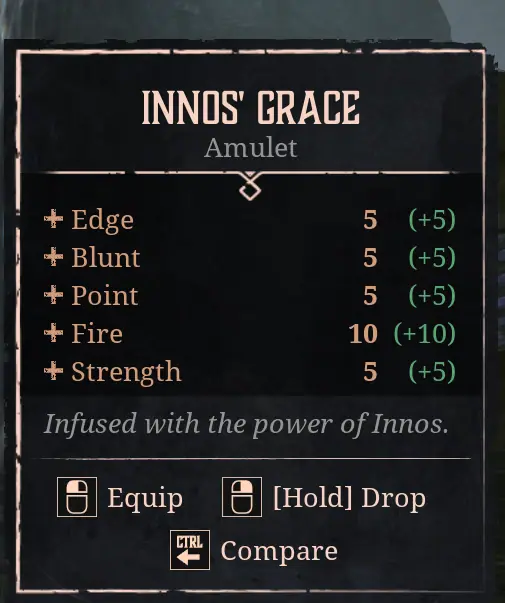 INNOS' GRACE
Amulet
Edge 5 (+5)
Blunt 5 (+5)
Point 5 (+5)
Fire 10 (+10)
Strength 5 (+5)
Infused with the power of Innos.
Equip [Hold] Drop
CTRL Compare